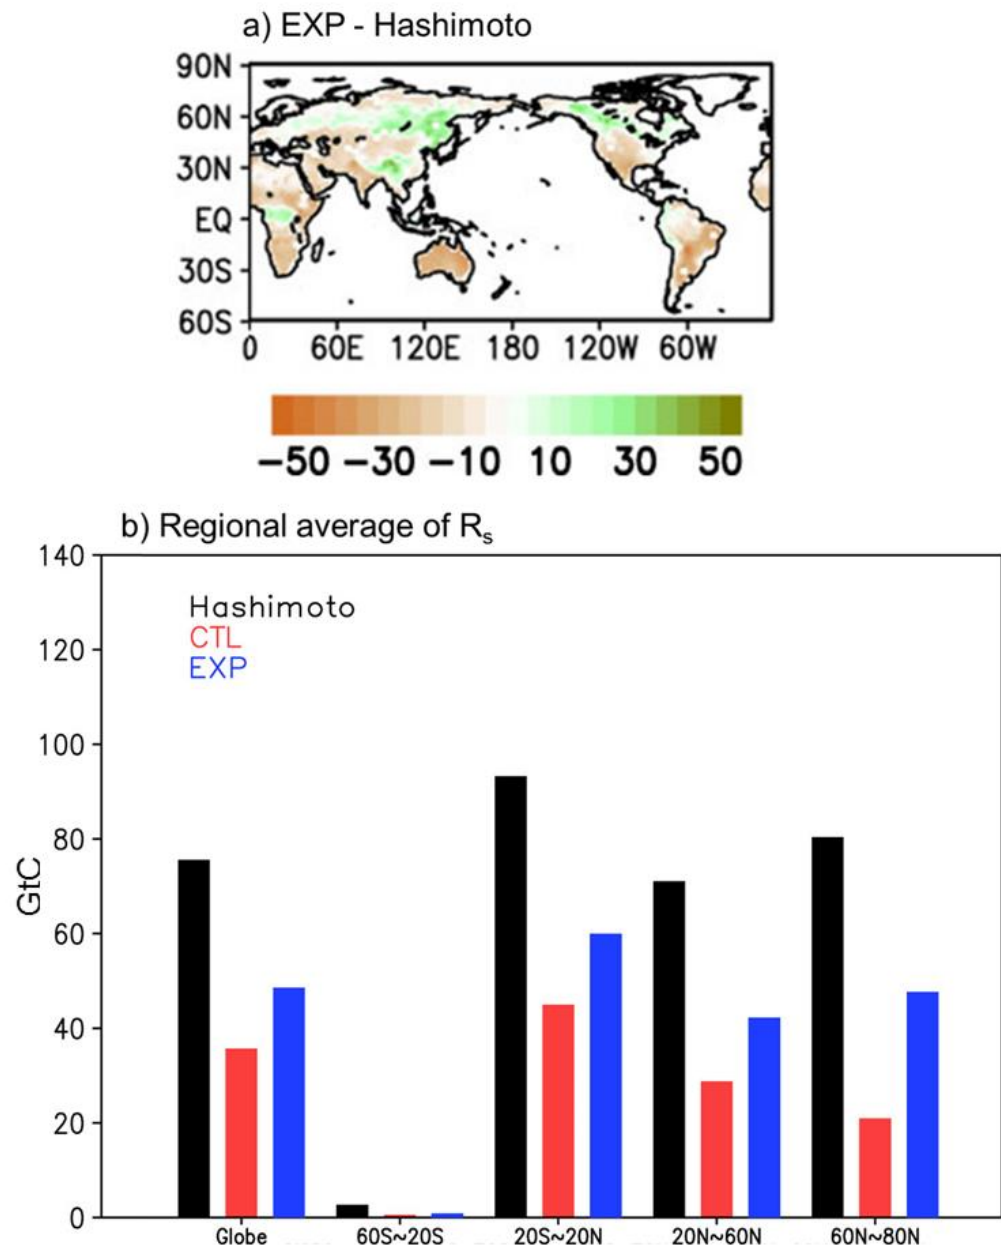 a) EXP - Hashimoto
90N
60N
30N
EQ
30S
60S
0 60E 120E 180 120W 60W
−50 −30 −10 10 30 50
b) Regional average of Rs
140
120
100
80
60
40
20
0
GtC
Hashimoto
CTL
EXP
Globe 60S~20S 20S~20N 20N~60N 60N~80N